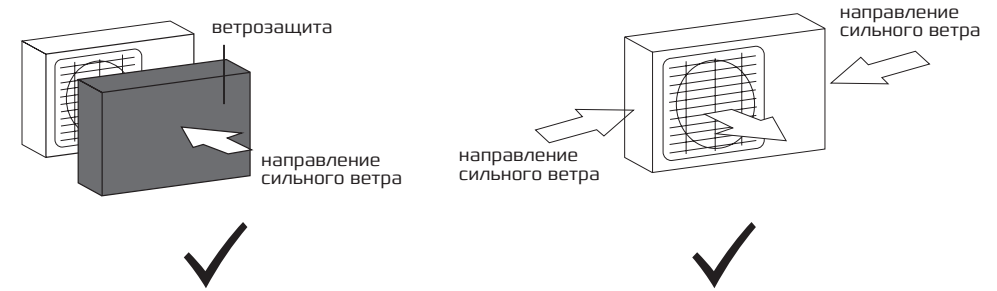 ветрозащита
направление
сильного ветра
направление
сильного ветра
направление
сильного ветра